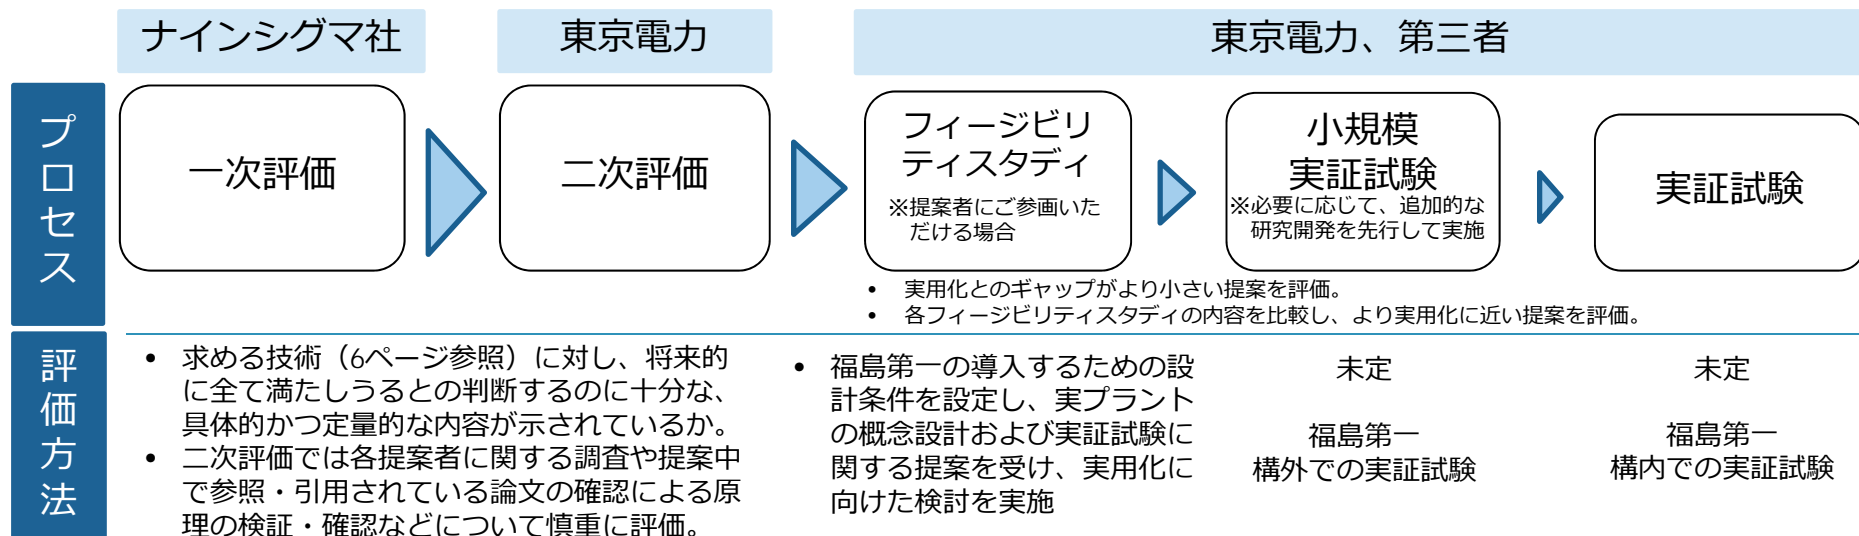 ナインシグマ社
東京電力
東京電力、第三者
プロセス
一次評価
二次評価
フィージビリ
ティスタディ
※提案者にご参画いた
だける場合
小規模
実証試験
※必要に応じて、追加的な
研究開発を先行して実施
実証試験
• 実用化とのギャップがより小さい提案を評価。
• 各フィージビリティスタディの内容を比較し、より実用化に近い提案を評価。
評価方法
• 求める技術（6ページ参照）に対し、将来的
に全て満たしうるとの判断するのに十分な、
具体的かつ定量的な内容が示されているか。
• 二次評価では各提案者に関する調査や提案中
で参照・引用されている論文の確認による原
理の検証・確認などについて慎重に評価。
• 福島第一の導入するための設
計条件を設定し、実プラント
の概念設計および実証試験に
関する提案を受け、実用化に
向けた検討を実施
未定
福島第一
構外での実証試験
未定
福島第一
構内での実証試験